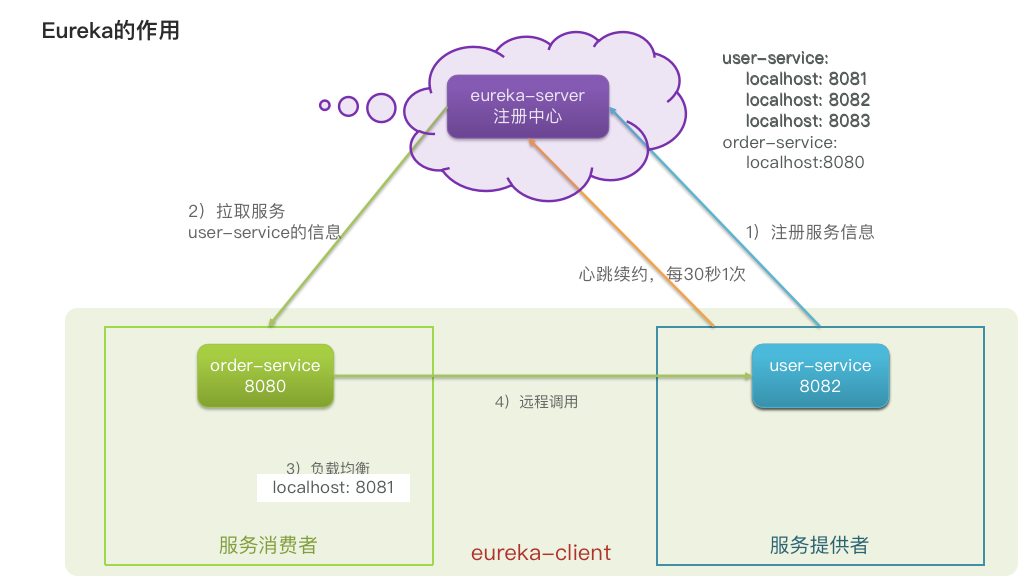 Eureka的作用
eureka-server
注册中心
user-service:
localhost: 8081
localhost: 8082
localhost: 8083
order-service:
localhost:8080
2）拉取服务
user-service的信息
1）注册服务信息
心跳续约，每30秒1次
order-service
8080
user-service
8082
4）远程调用
3）负载均衡
localhost: 8081
服务消费者
eureka-client
服务提供者